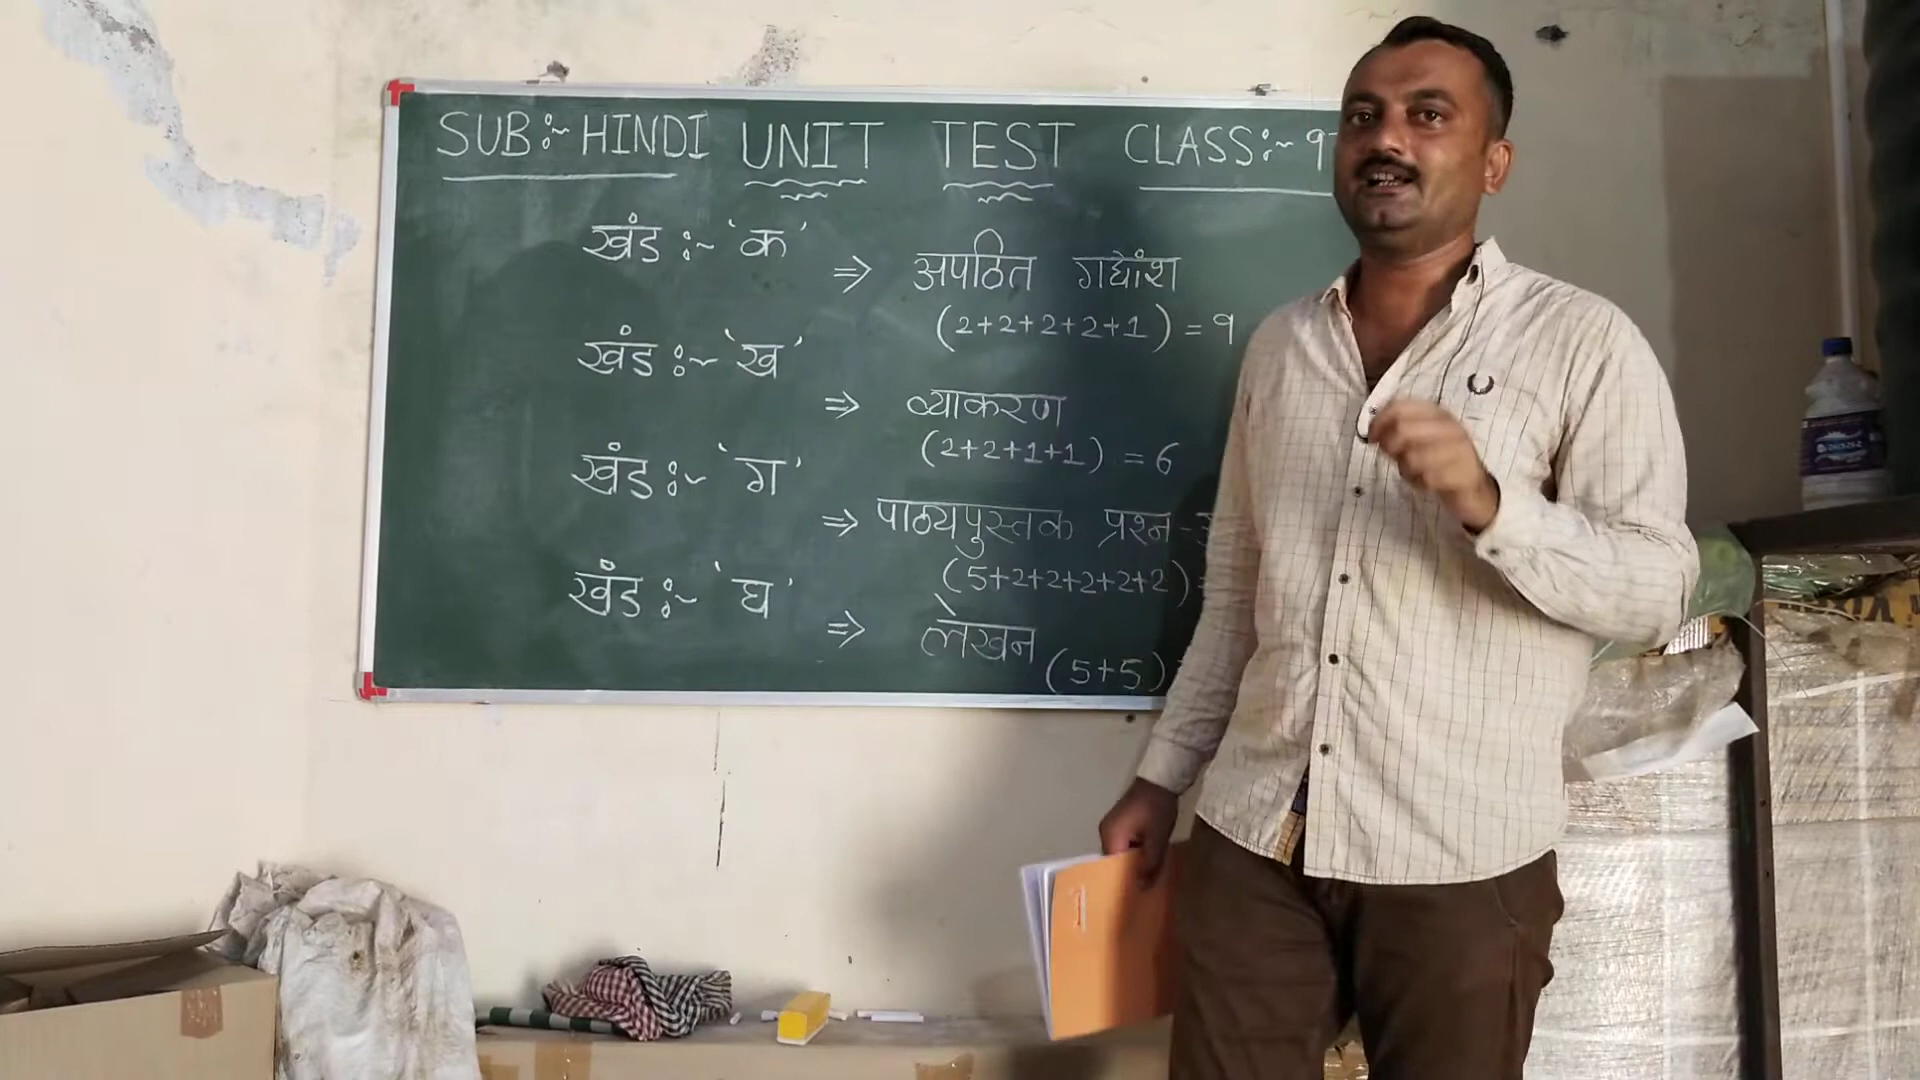 SUB:~ HINDI UNIT TEST CLASS:~ 9
खंड :~ 'क'
⇒ अपठित गद्यांश
(2+2+2+2+1) = 9
खंड :~ 'ख'
⇒ व्याकरण
(2+2+1+1) = 6
खंड :~ 'ग'
⇒ पाठ्यपुस्तक प्रश्न-
(5+2+2+2+2+2) =
खंड :~ 'घ'
⇒ लेखन (5+5)